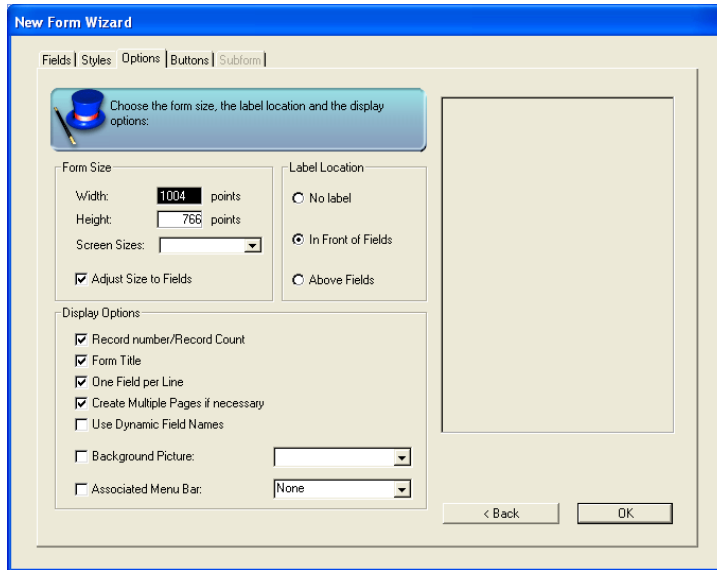 New Form Wizard
Fields Styles Options Buttons Subform
Choose the form size, the label location and the display
options:
Form Size
Width: 1004 points
Height: 766 points
Screen Sizes:
Adjust Size to Fields
Label Location
No label
In Front of Fields
Above Fields
Display Options
Record number/Record Count
Form Title
One Field per Line
Create Multiple Pages if necessary
Use Dynamic Field Names
Background Picture:
Associated Menu Bar: None
< Back OK